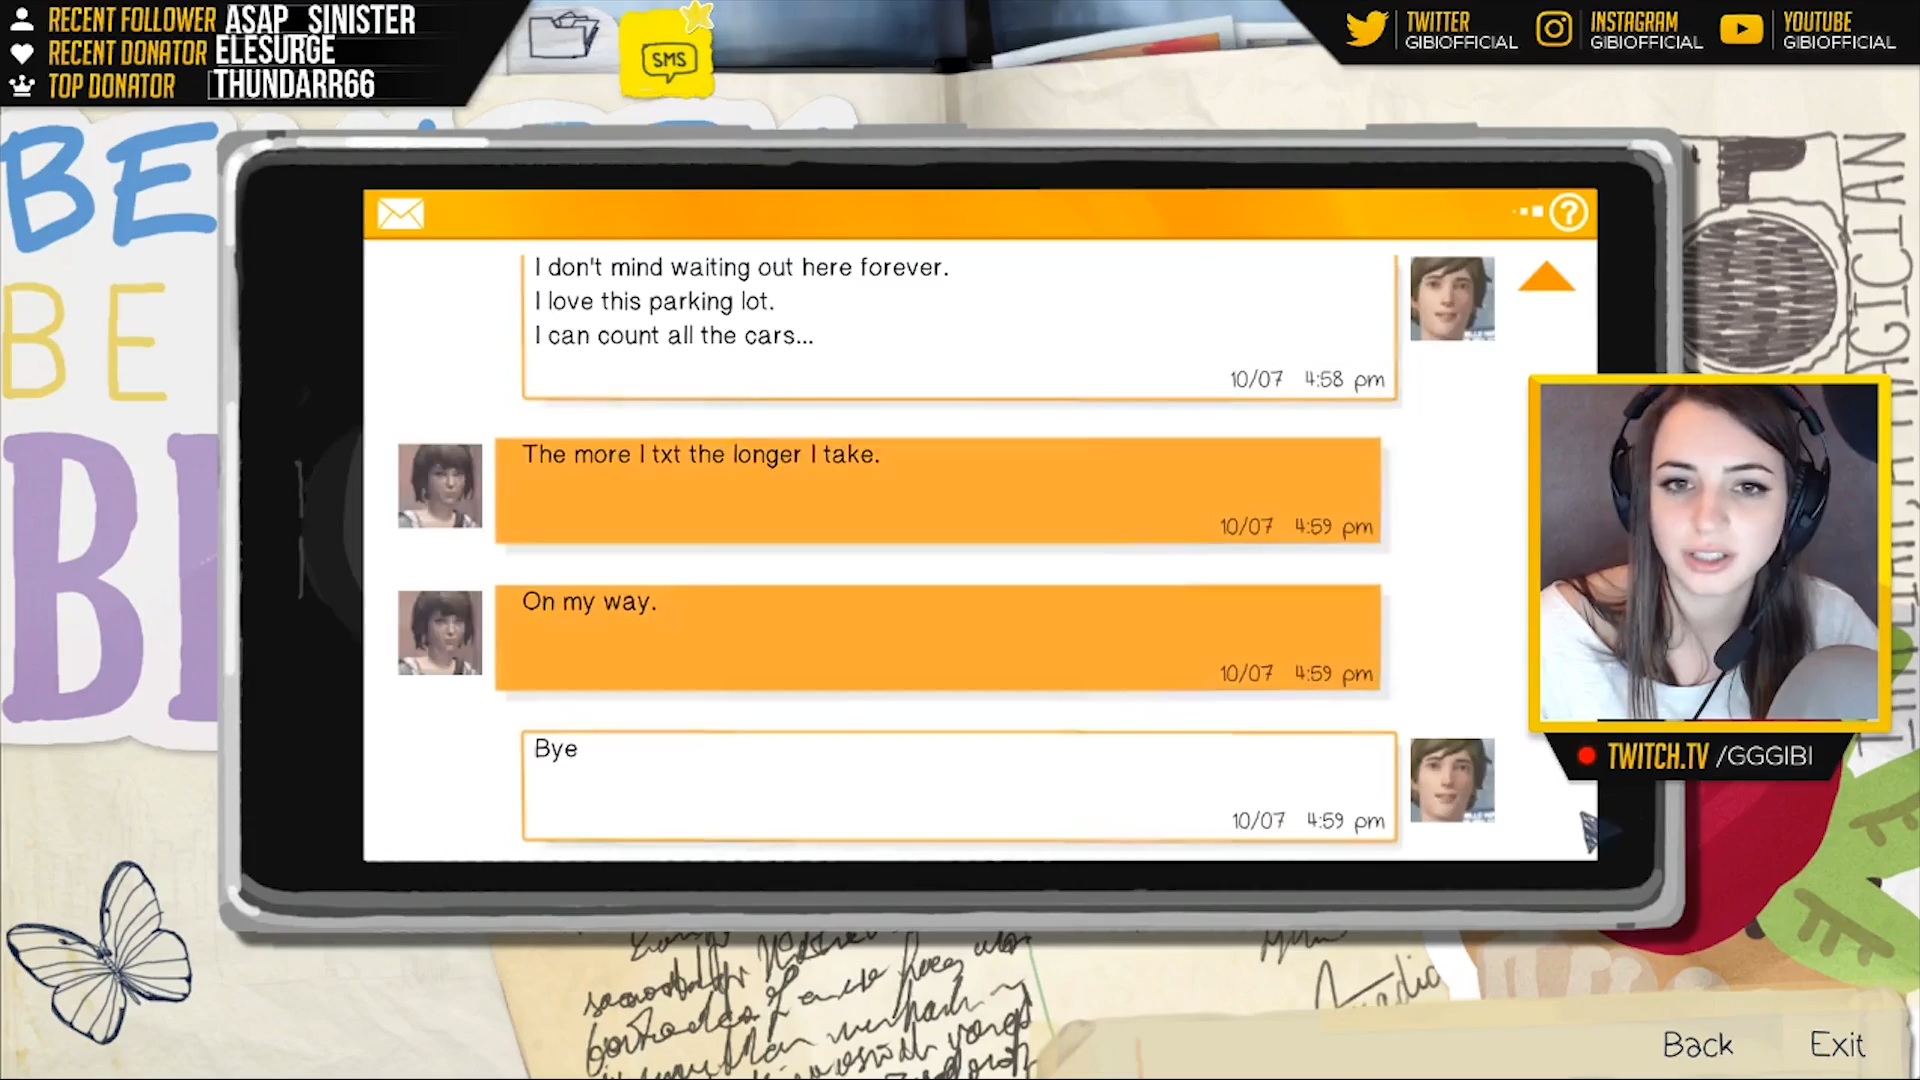 RECENT FOLLOWER ASAP_SINISTER
RECENT DONATOR ELESURGE
TOP DONATOR THUNDARR66
SMS
TWITTER
GIBIOFFICIAL
INSTAGRAM
GIBIOFFICIAL
YOUTUBE
GIBIOFFICIAL
BE
BE
I don't mind waiting out here forever.
I love this parking lot.
I can count all the cars...
10/07 4:58 pm
The more I txt the longer I take.
10/07 4:59 pm
On my way.
10/07 4:59 pm
Bye
10/07 4:59 pm
TWITCH.TV /GGGIBI
Back
Exit